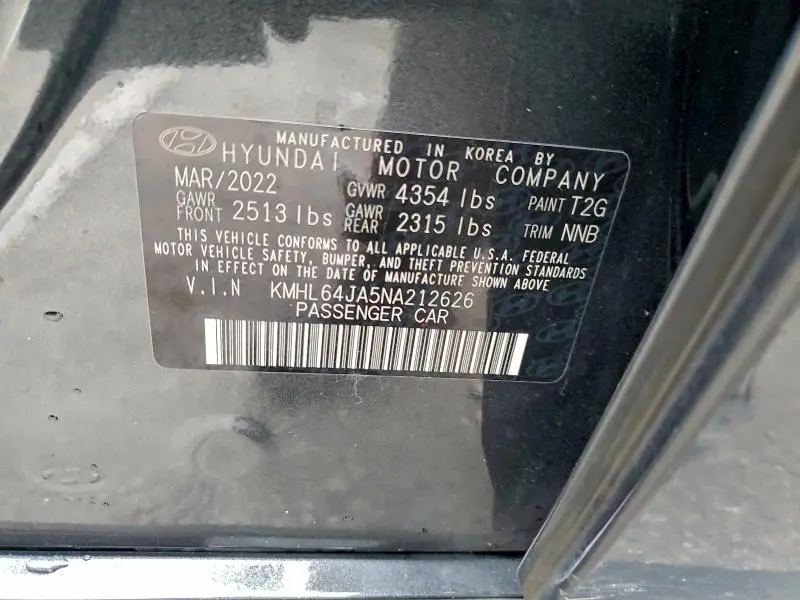 MANUFACTURED IN KOREA BY
HYUNDAI MOTOR COMPANY
MAR/2022 GVWR 4354 lbs PAINT T2G
GAWR FRONT 2513 lbs GAWR REAR 2315 lbs TRIM NNB
THIS VEHICLE CONFORMS TO ALL APPLICABLE U.S.A. FEDERAL
MOTOR VEHICLE SAFETY, BUMPER, AND THEFT PREVENTION STANDARDS
IN EFFECT ON THE DATE OF MANUFACTURE SHOWN ABOVE
V.I.N KMHL64JA5NA212626
PASSENGER CAR